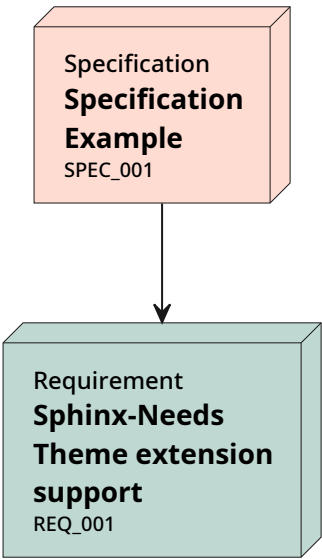 Specification
Specification
Example
SPEC_001
Requirement
Sphinx-Needs
Theme extension
support
REQ_001